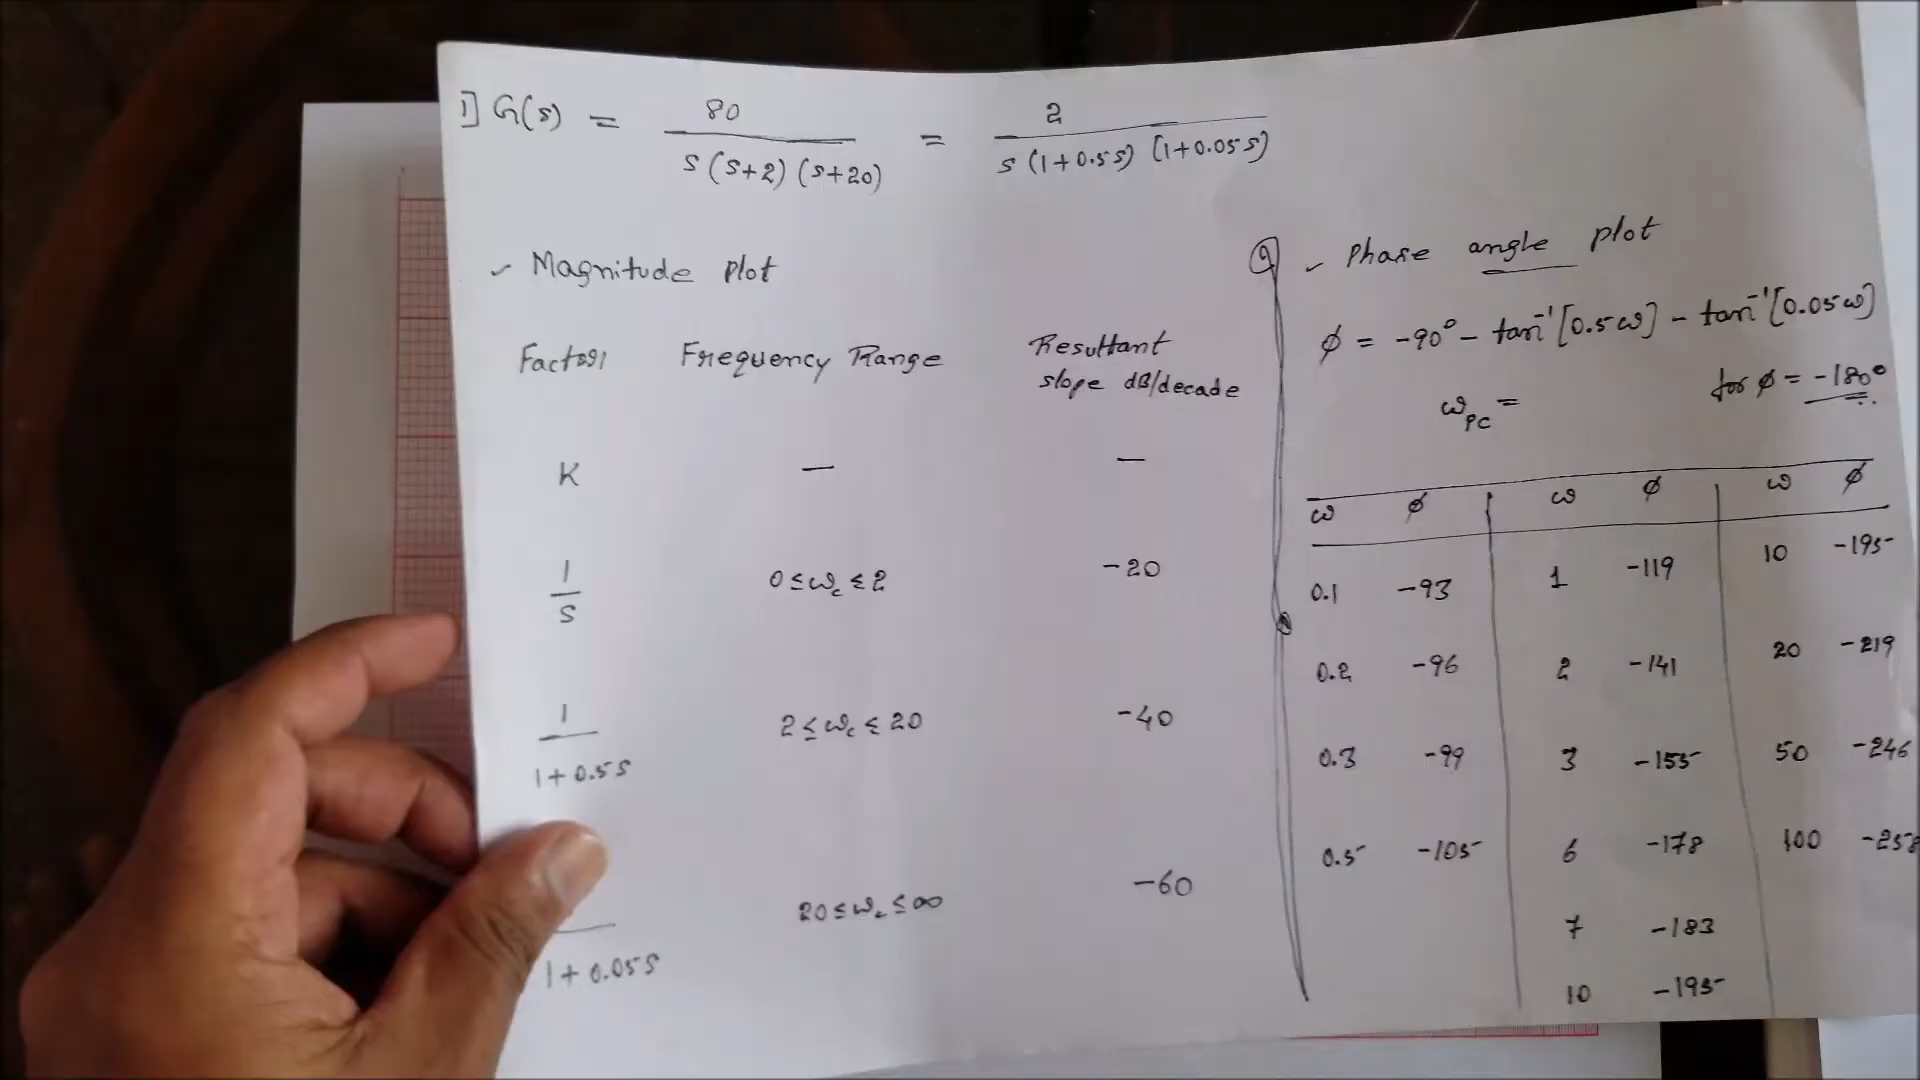 1] G(s) = 80 / s(s+2)(s+20) = 2 / s(1+0.5s)(1+0.05s)
✓ Magnitude plot
Factor Frequency Range Resultant slope dB/decade
K — —
1/s 0≤ωc≤2 -20
1/1+0.5s 2≤ωc≤20 -40
1+0.05s 20≤ωc≤∞ -60
✓ Phase angle plot
ϕ = -90° - tan⁻¹[0.5ω] - tan⁻¹[0.05ω]
ωpc = for ϕ = -180°
ω ϕ ω ϕ ω ϕ
0.1 -93 1 -119 10 -195
0.2 -96 2 -141 20 -219
0.3 -99 3 -155 50 -246
0.5 -105 6 -178 100 -258
7 -183
10 -195